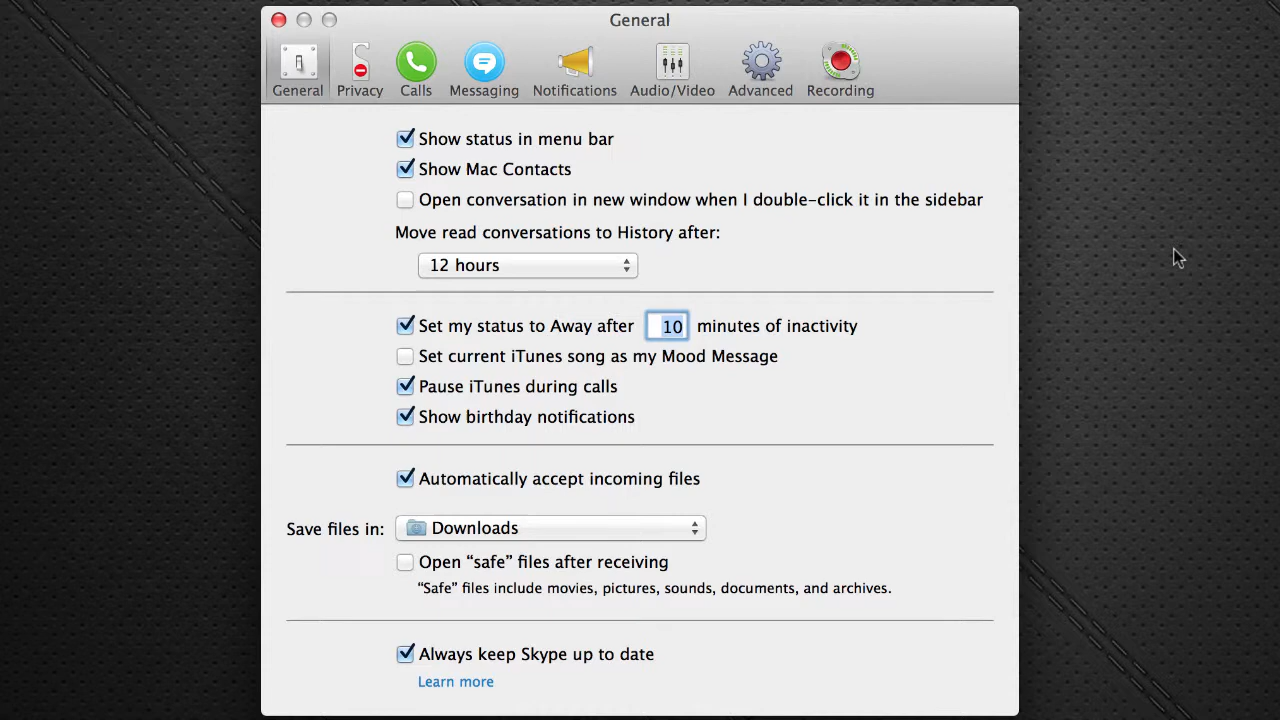 General
General Privacy Calls Messaging Notifications Audio/Video Advanced Recording
Show status in menu bar
Show Mac Contacts
Open conversation in new window when I double-click it in the sidebar
Move read conversations to History after:
12 hours
Set my status to Away after 10 minutes of inactivity
Set current iTunes song as my Mood Message
Pause iTunes during calls
Show birthday notifications
Automatically accept incoming files
Save files in: Downloads
Open “safe” files after receiving
“Safe” files include movies, pictures, sounds, documents, and archives.
Always keep Skype up to date
Learn more